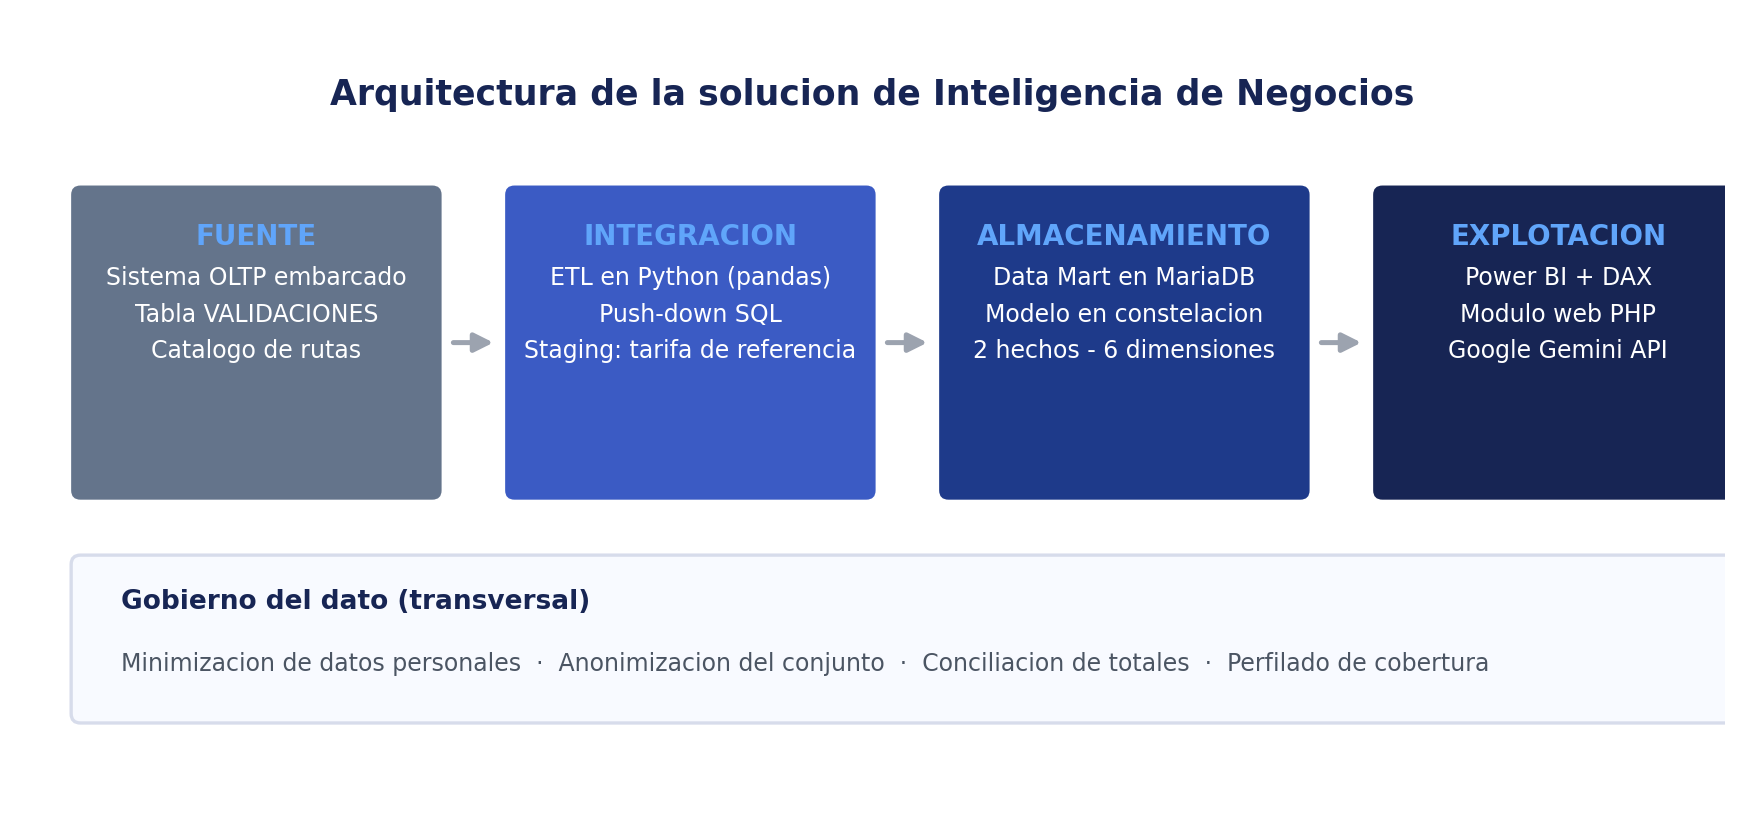 Arquitectura de la solucion de Inteligencia de Negocios
FUENTE
Sistema OLTP embarcado
Tabla VALIDACIONES
Catalogo de rutas
INTEGRACION
ETL en Python (pandas)
Push-down SQL
Staging: tarifa de referencia
ALMACENAMIENTO
Data Mart en MariaDB
Modelo en constelacion
2 hechos - 6 dimensiones
EXPLOTACION
Power BI + DAX
Modulo web PHP
Google Gemini API
Gobierno del dato (transversal)
Minimizacion de datos personales · Anonimizacion del conjunto · Conciliacion de totales · Perfilado de cobertura